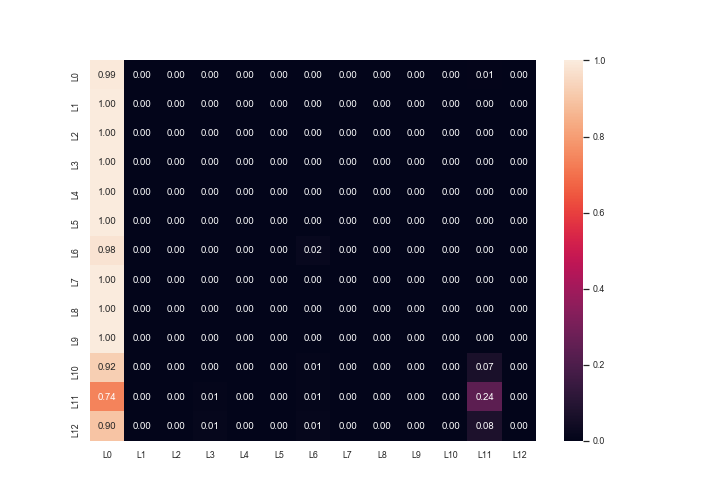 L0 0.99 0.00 0.00 0.00 0.00 0.00 0.00 0.00 0.00 0.00 0.00 0.01 0.00
L1 1.00 0.00 0.00 0.00 0.00 0.00 0.00 0.00 0.00 0.00 0.00 0.00 0.00
L2 1.00 0.00 0.00 0.00 0.00 0.00 0.00 0.00 0.00 0.00 0.00 0.00 0.00
L3 1.00 0.00 0.00 0.00 0.00 0.00 0.00 0.00 0.00 0.00 0.00 0.00 0.00
L4 1.00 0.00 0.00 0.00 0.00 0.00 0.00 0.00 0.00 0.00 0.00 0.00 0.00
L5 1.00 0.00 0.00 0.00 0.00 0.00 0.00 0.00 0.00 0.00 0.00 0.00 0.00
L6 0.98 0.00 0.00 0.00 0.00 0.00 0.02 0.00 0.00 0.00 0.00 0.00 0.00
L7 1.00 0.00 0.00 0.00 0.00 0.00 0.00 0.00 0.00 0.00 0.00 0.00 0.00
L8 1.00 0.00 0.00 0.00 0.00 0.00 0.00 0.00 0.00 0.00 0.00 0.00 0.00
L9 1.00 0.00 0.00 0.00 0.00 0.00 0.00 0.00 0.00 0.00 0.00 0.00 0.00
L10 0.92 0.00 0.00 0.00 0.00 0.00 0.01 0.00 0.00 0.00 0.00 0.07 0.00
L11 0.74 0.00 0.00 0.01 0.00 0.00 0.01 0.00 0.00 0.00 0.00 0.24 0.00
L12 0.90 0.00 0.00 0.01 0.00 0.00 0.01 0.00 0.00 0.00 0.00 0.08 0.00
L0 L1 L2 L3 L4 L5 L6 L7 L8 L9 L10 L11 L12
1.0
0.8
0.6
0.4
0.2
0.0